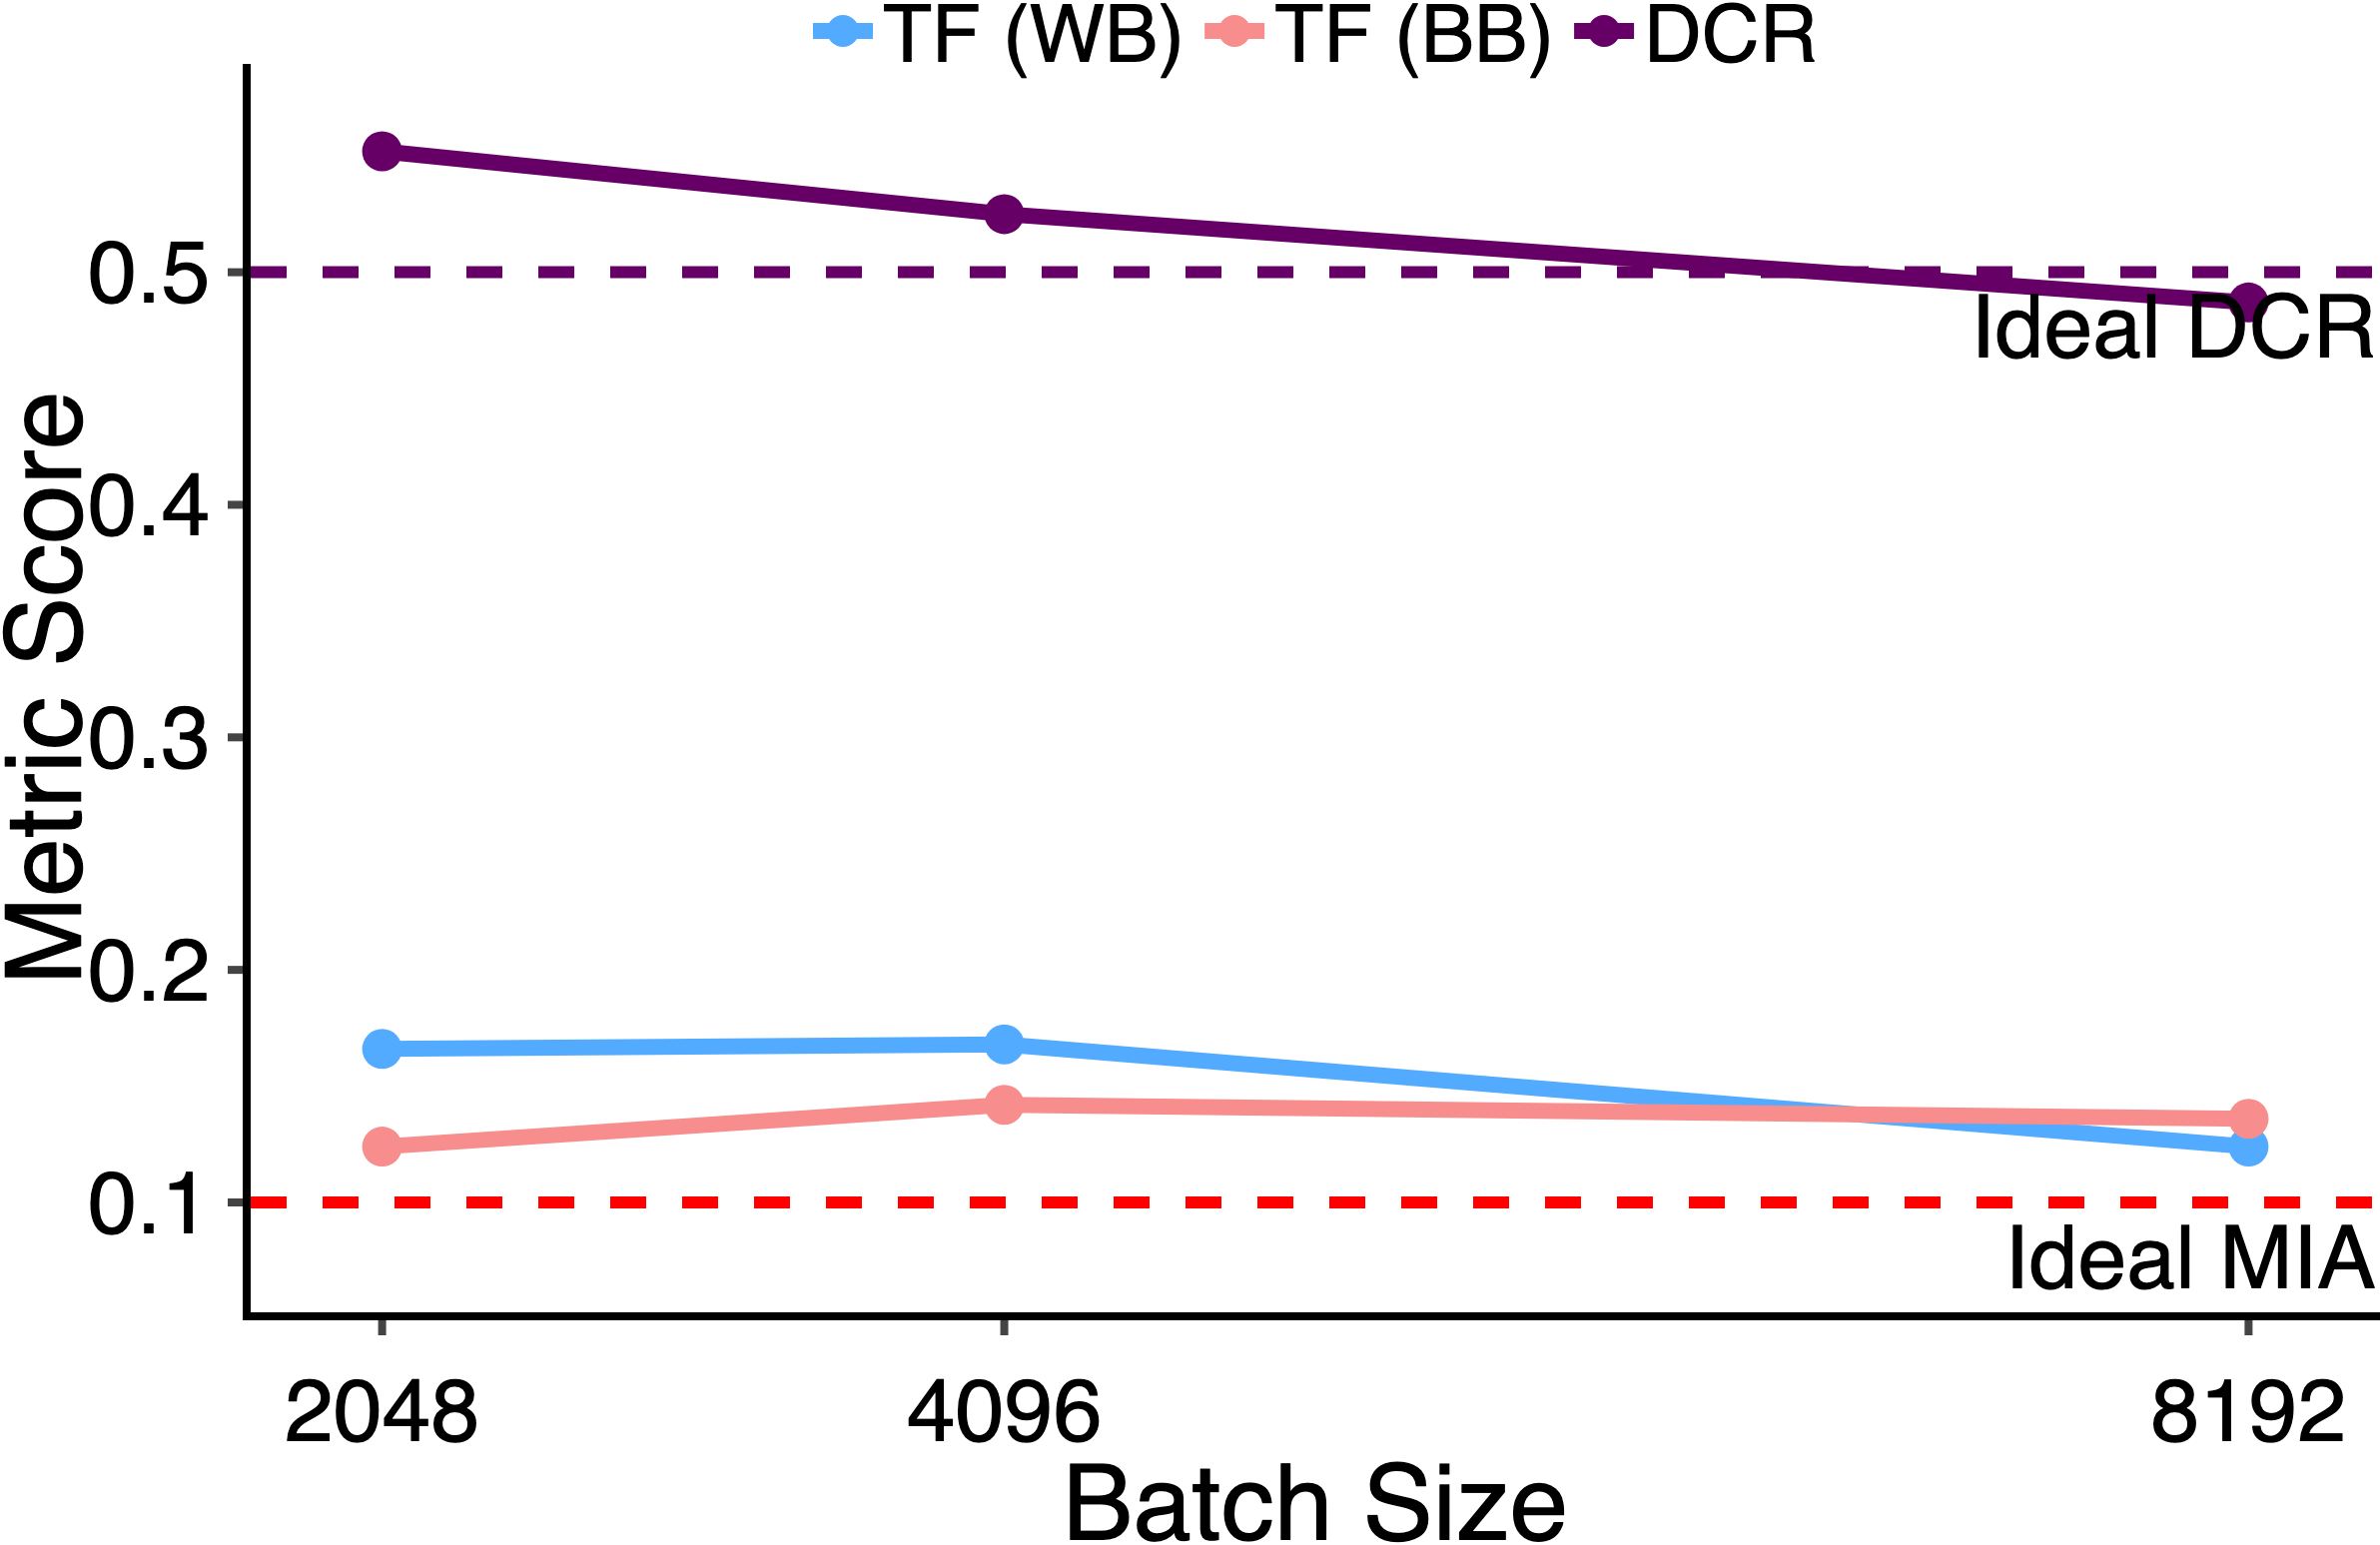 TF (WB) TF (BB) DCR
Metric Score
0.5
0.4
0.3
0.2
0.1
Ideal DCR
Ideal MIA
2048 4096 8192
Batch Size